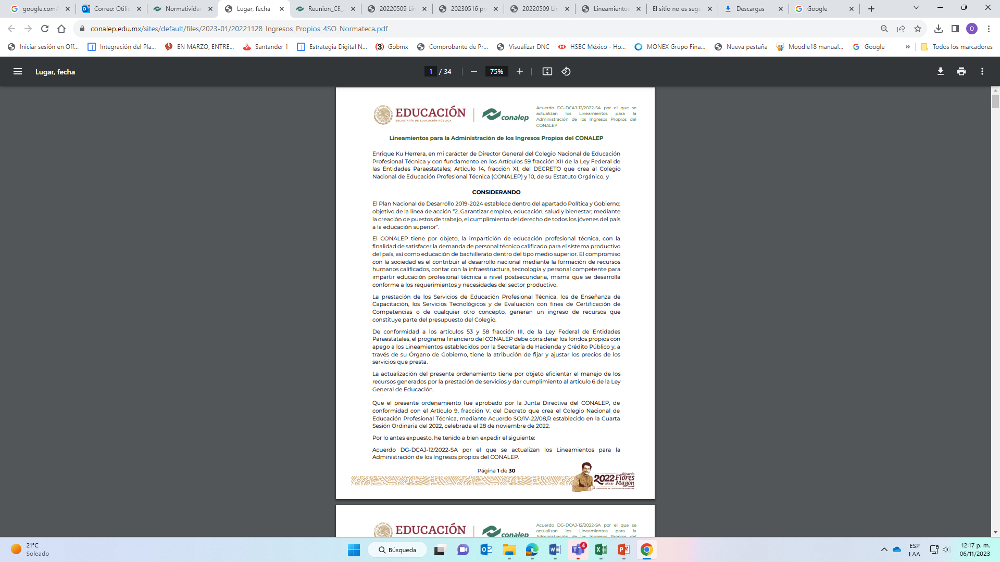 google.com/
Correo: Otilic
Normatividad
Lugar, fecha
Reunion_CE_
20220509 Lin
20230516 pr
20220509 Lin
Lineamientos
El sitio no es segu
Descargas
Google
conalep.edu.mx/sites/default/files/2023-01/20221128_Ingresos_Propios_4SO_Normateca.pdf
O
Iniciar sesión en Off...
Integración del Pla...
EN MARZO, ENTRE...
Santander 1
Estrategia Digital N...
Gobmx
Comprobante de Pr...
Visualizar DNC
HSBC México - Ho...
MONEX Grupo Fina...
Nueva pestaña
Moodle18 manual...
Google
»
Todos los marcadores
Lugar, fecha
1 / 34
75%
EDUCACIÓN
SECRETARÍA DE EDUCACIÓN PÚBLICA
conalep
Acuerdo DG-DCAJ-12/2022-SA por el que se
actualizan los Lineamientos para la
Administración de los Ingresos Propios del
CONALEP
Lineamientos para la Administración de los Ingresos Propios del CONALEP
Enrique Ku Herrera, en mi carácter de Director General del Colegio Nacional de Educación
Profesional Técnica y con fundamento en los Artículos 59 fracción XII de la Ley Federal de
las Entidades Paraestatales; Artículo 14, fracción XI, del DECRETO que crea al Colegio
Nacional de Educación Profesional Técnica (CONALEP) y 10, de su Estatuto Orgánico, y
CONSIDERANDO
El Plan Nacional de Desarrollo 2019-2024 establece dentro del apartado Política y Gobierno;
objetivo de la línea de acción “2. Garantizar empleo, educación, salud y bienestar; mediante
la creación de puestos de trabajo, el cumplimiento del derecho de todos los jóvenes del país
a la educación superior”.
El CONALEP tiene por objeto, la impartición de educación profesional técnica, con la
finalidad de satisfacer la demanda de personal técnico calificado para el sistema productivo
del país, así como educación de bachillerato dentro del tipo medio superior. El compromiso
con la sociedad es el contribuir al desarrollo nacional mediante la formación de recursos
humanos calificados, contar con la infraestructura, tecnología y personal competente para
impartir educación profesional técnica a nivel postsecundaria, misma que se desarrolla
conforme a los requerimientos y necesidades del sector productivo.
La prestación de los Servicios de Educación Profesional Técnica, los de Enseñanza de
Capacitación, los Servicios Tecnológicos y de Evaluación con fines de Certificación de
Competencias o de cualquier otro concepto, generan un ingreso de recursos que
constituye parte del presupuesto del Colegio.
De conformidad a los artículos 53 y 58 fracción III, de la Ley Federal de Entidades
Paraestatales, el programa financiero del CONALEP debe considerar los fondos propios con
apego a los Lineamientos establecidos por la Secretaría de Hacienda y Crédito Público y, a
través de su Órgano de Gobierno, tiene la atribución de fijar y ajustar los precios de los
servicios que presta.
La actualización del presente ordenamiento tiene por objeto eficientar el manejo de los
recursos generados por la prestación de servicios y dar cumplimiento al artículo 6 de la Ley
General de Educación.
Que el presente ordenamiento fue aprobado por la Junta Directiva del CONALEP, de
conformidad con el Artículo 9, fracción V, del Decreto que crea el Colegio Nacional de
Educación Profesional Técnica, mediante Acuerdo SO/IV-22/08,R establecido en la Cuarta
Sesión Ordinaria del 2022, celebrada el 28 de noviembre de 2022.
Por lo antes expuesto, he tenido a bien expedir el siguiente:
Acuerdo DG-DCAJ-12/2022-SA por el que se actualizan los Lineamientos para la
Administración de los Ingresos propios del CONALEP.
Página 1 de 30
2022 Ricardo
Año de Flores
Magón
EDUCACIÓN
conalep
Acuerdo DG-DCAJ-12/2022-SA por el que se
actualizan los Lineamientos para la
Administración de los Ingresos Propios del
21°C
Soleado
Búsqueda
4
ESP
LAA
12:17 p. m.
06/11/2023